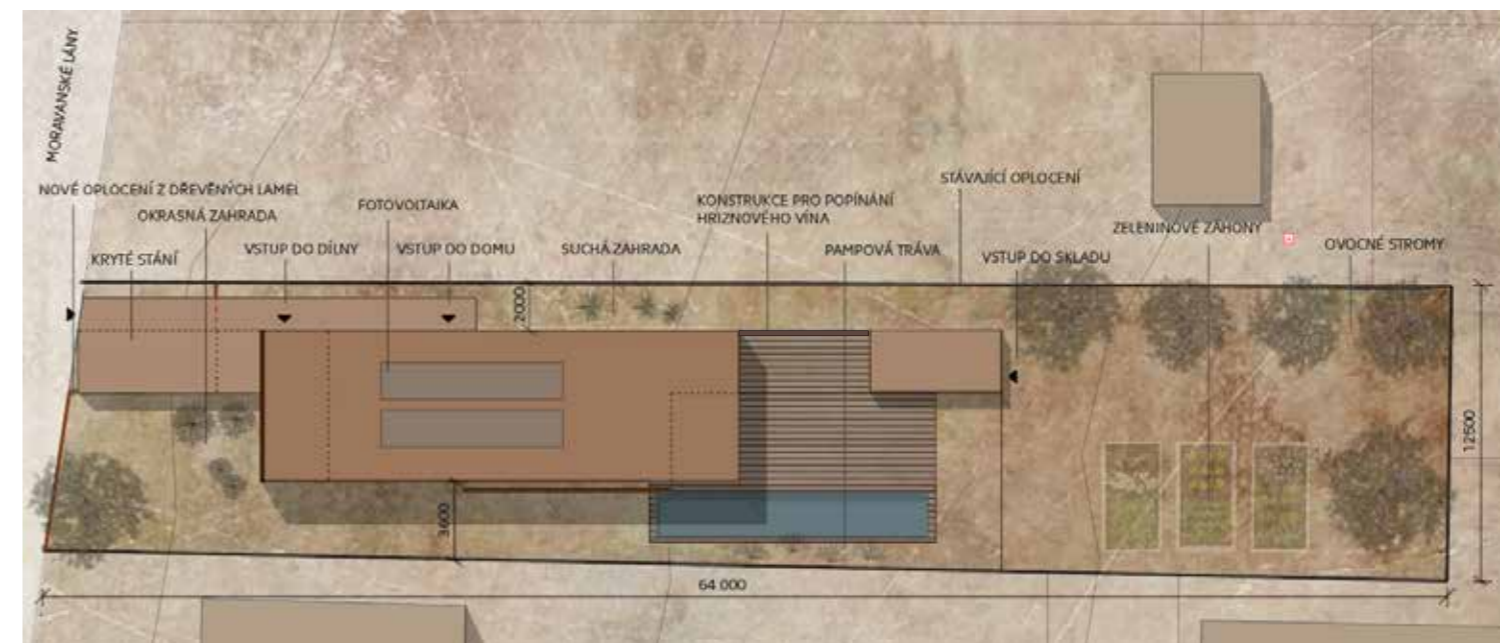 MORAVANSKÉ LÁNY
NOVÉ OPLOCENÍ Z DŘEVĚNÝCH LAMEL
OKRASNÁ ZAHRADA
KRYTÉ STÁNÍ
VSTUP DO DÍLNY
FOTOVOLTAIKA
VSTUP DO DOMU
SUCHÁ ZAHRADA
KONSTRUKCE PRO POPÍNÁNÍ
HRIZNOVÉHO VÍNA
PAMPOVÁ TRÁVA
STÁVAJÍCÍ OPLOCENÍ
VSTUP DO SKLADU
ZELENINOVÉ ZÁHONY
OVOCNÉ STROMY
2000
3600
12500
64 000